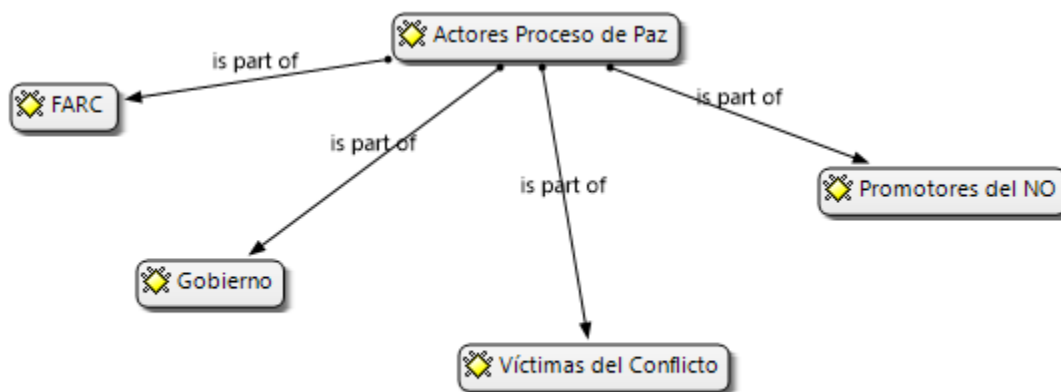 Actores Proceso de Paz
is part of
FARC
is part of
is part of
is part of
Promotores del NO
Gobierno
Víctimas del Conflicto